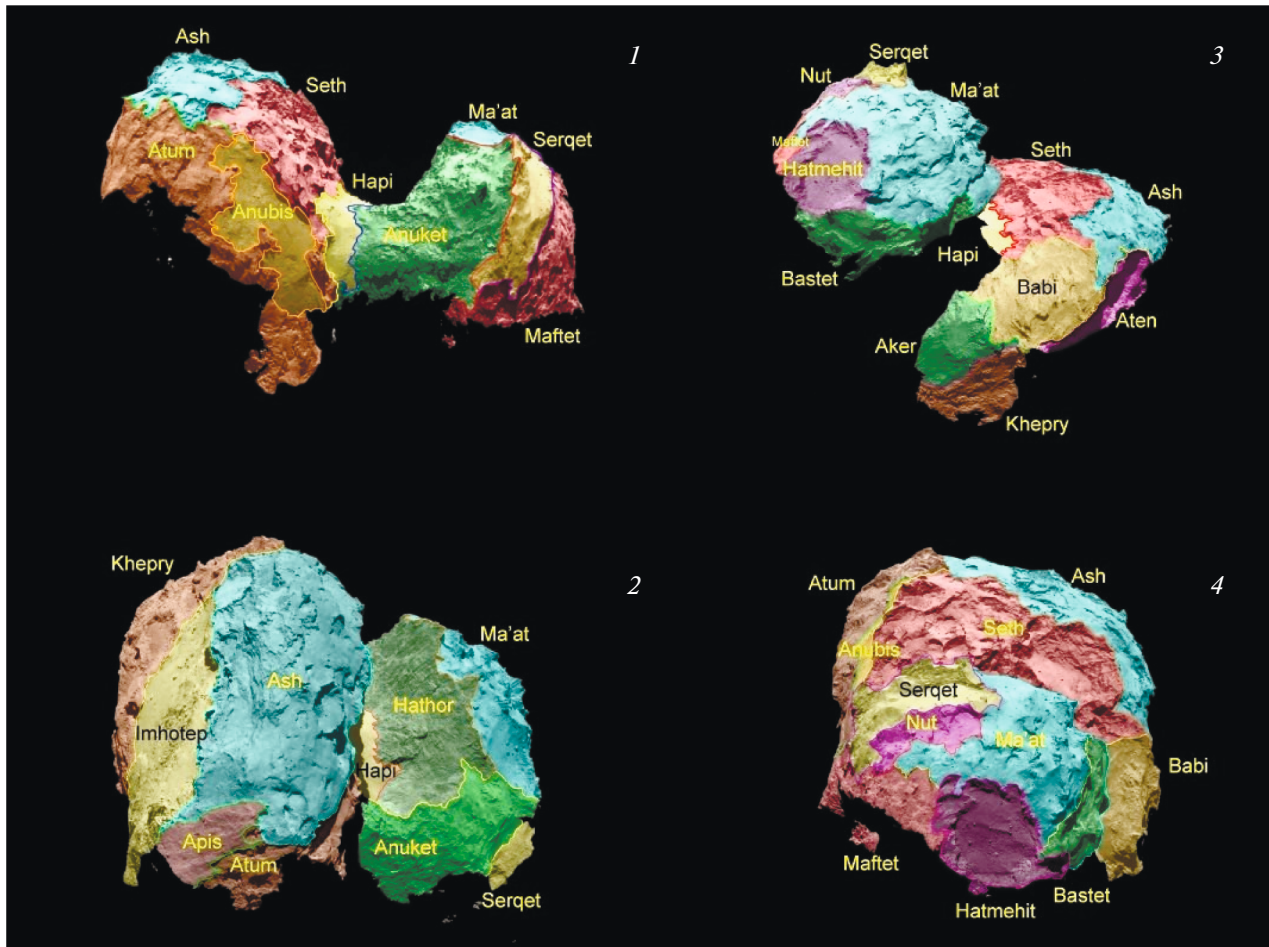 1
Ash
Seth
Ma'at
Serqet
Atum
Hapi
Anubis
Anuket
Maftet
3
Serqet
Nut
Ma'at
Maftet
Seth
Hatmehit
Ash
Bastet
Hapi
Babi
Aten
Aker
Khepry
2
Khepry
Ma'at
Ash
Hathor
Imhotep
Hapi
Apis
Anuket
Atum
Serqet
4
Atum
Ash
Seth
Anubis
Serqet
Nut
Ma'at
Babi
Maftet
Bastet
Hatmehit